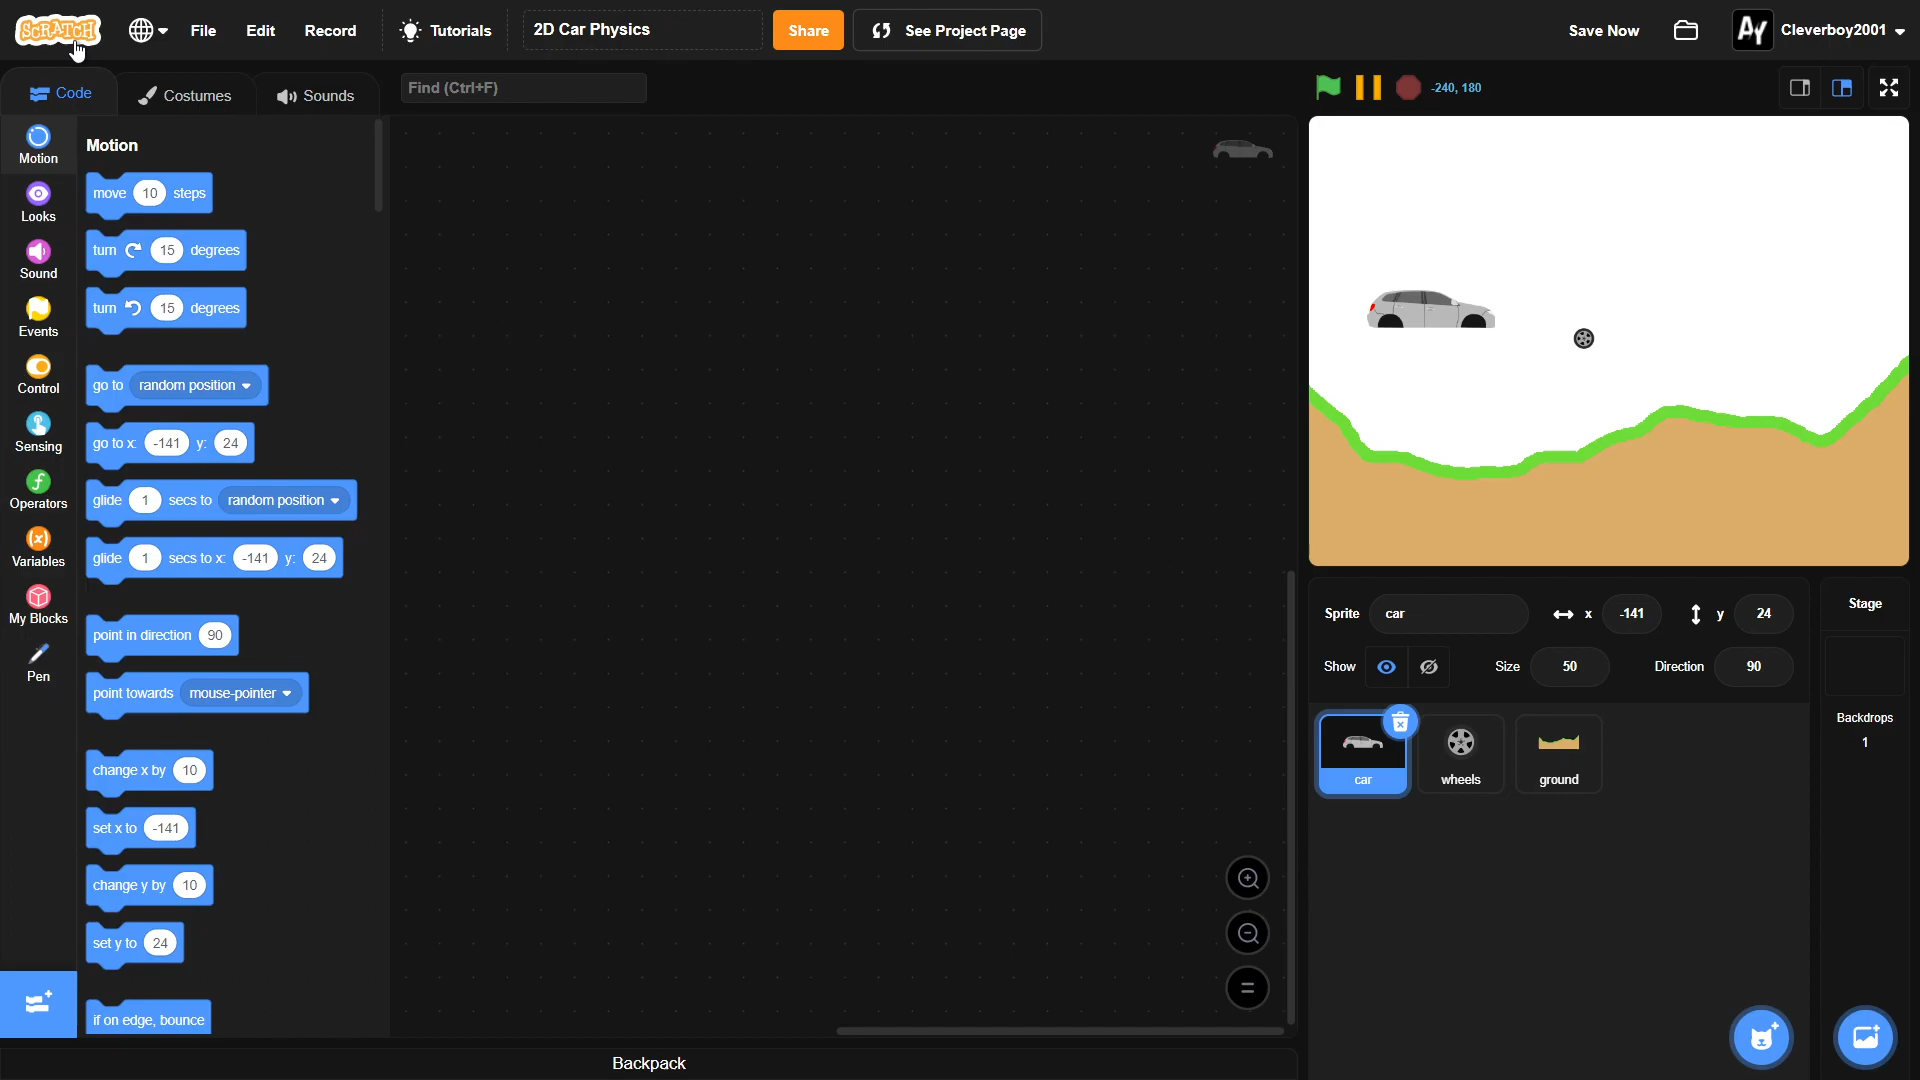 SCRATCH File Edit Record Tutorials 2D Car Physics Share See Project Page Save Now Ay Cleverboy2001
Code Costumes Sounds Find (Ctrl+F) -240, 180
Motion
Looks
Sound
Events
Control
Sensing
Operators
Variables
My Blocks
Pen
Motion
move 10 steps
turn 15 degrees
turn 15 degrees
go to random position
go to x: -141 y: 24
glide 1 secs to random position
glide 1 secs to x: -141 y: 24
point in direction 90
point towards mouse-pointer
change x by 10
set x to -141
change y by 10
set y to 24
if on edge, bounce
Backpack
Sprite car x -141 y 24
Show Size 50 Direction 90
car wheels ground
Stage
Backdrops
1